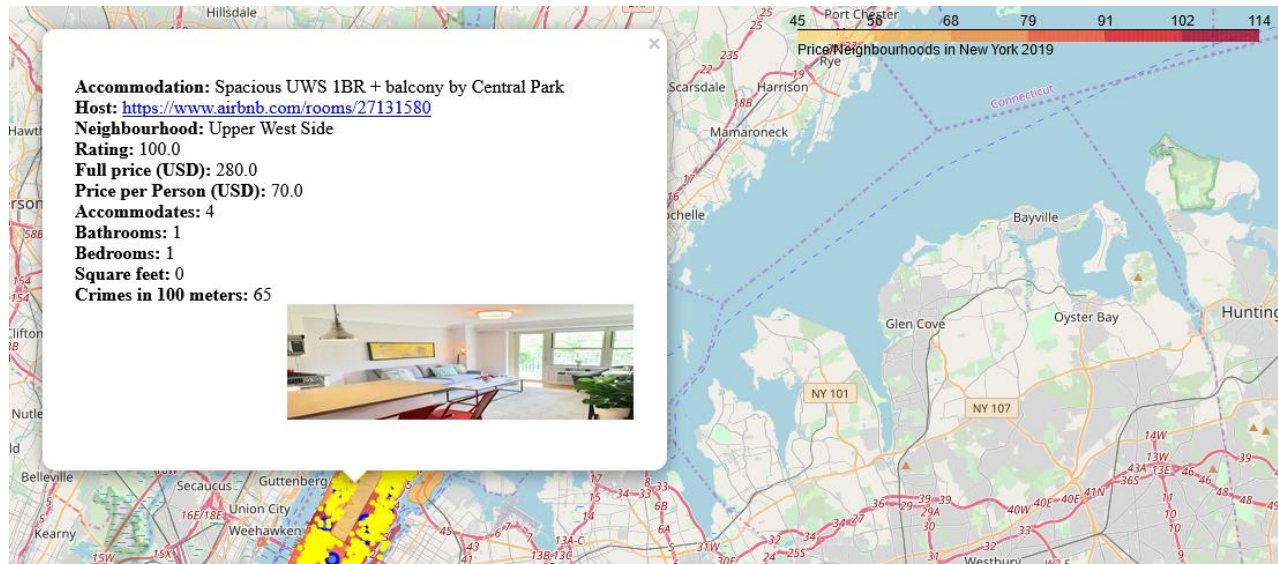 Accommodation: Spacious UWS 1BR + balcony by Central Park
Host: https://www.airbnb.com/rooms/27131580
Neighbourhood: Upper West Side
Rating: 100.0
Full price (USD): 280.0
Price per Person (USD): 70.0
Accommodates: 4
Bathrooms: 1
Bedrooms: 1
Square feet: 0
Crimes in 100 meters: 65
×
45 56 68 79 91 102 114
Price/Neighbourhoods in New York 2019
Hillsdale
Port Chester
Rye
Scarsdale
Harrison
Mamaroneck
Connecticut
Bayville
Glen Cove
Oyster Bay
NY 101
NY 107
Belleville
Secaucus
Guttenberg
Union City
Weehawken
Kearny
Westbury